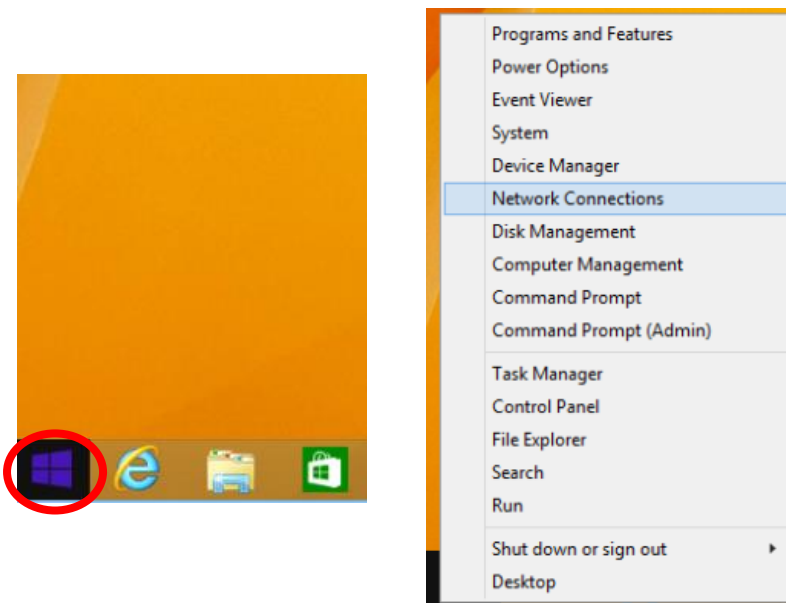 Programs and Features
Power Options
Event Viewer
System
Device Manager
Network Connections
Disk Management
Computer Management
Command Prompt
Command Prompt (Admin)
Task Manager
Control Panel
File Explorer
Search
Run
Shut down or sign out
Desktop